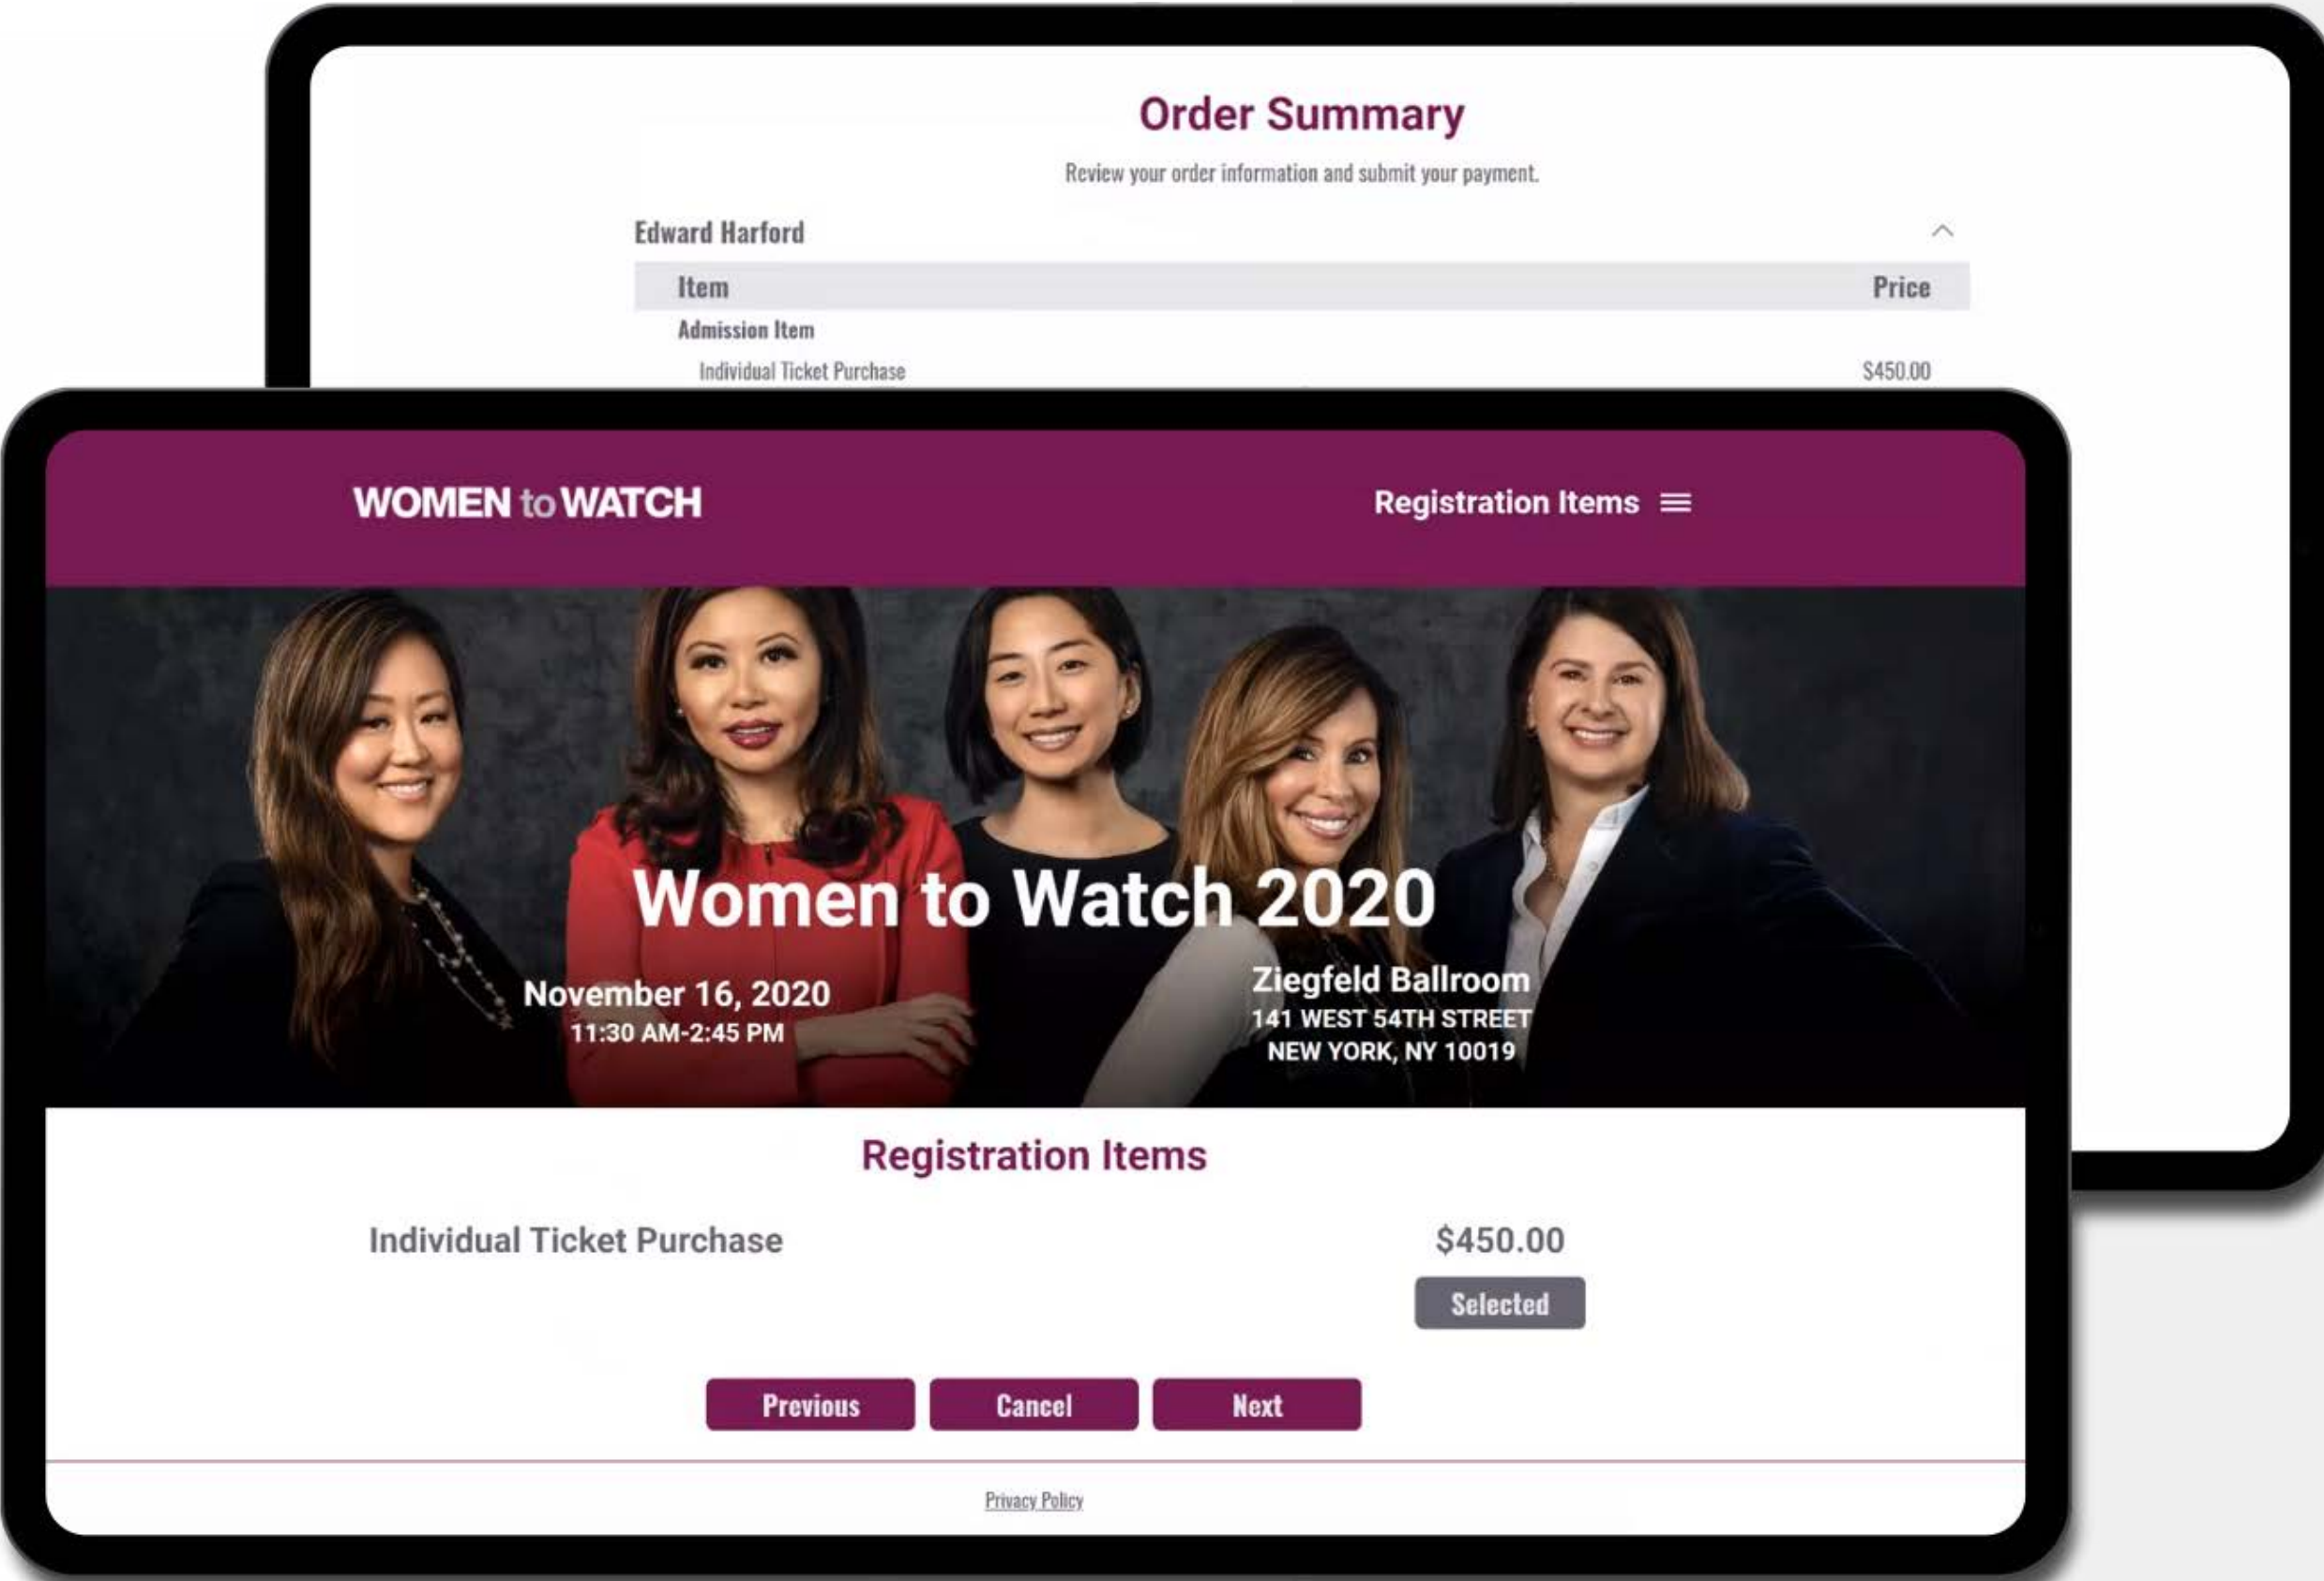 Order Summary
Review your order information and submit your payment.
Edward Harford
Item Price
Admission Item
Individual Ticket Purchase $450.00
WOMEN to WATCH
Registration Items
Women to Watch 2020
November 16, 2020
11:30 AM-2:45 PM
Ziegfeld Ballroom
141 WEST 54TH STREET
NEW YORK, NY 10019
Registration Items
Individual Ticket Purchase $450.00
Selected
Previous Cancel Next
Privacy Policy